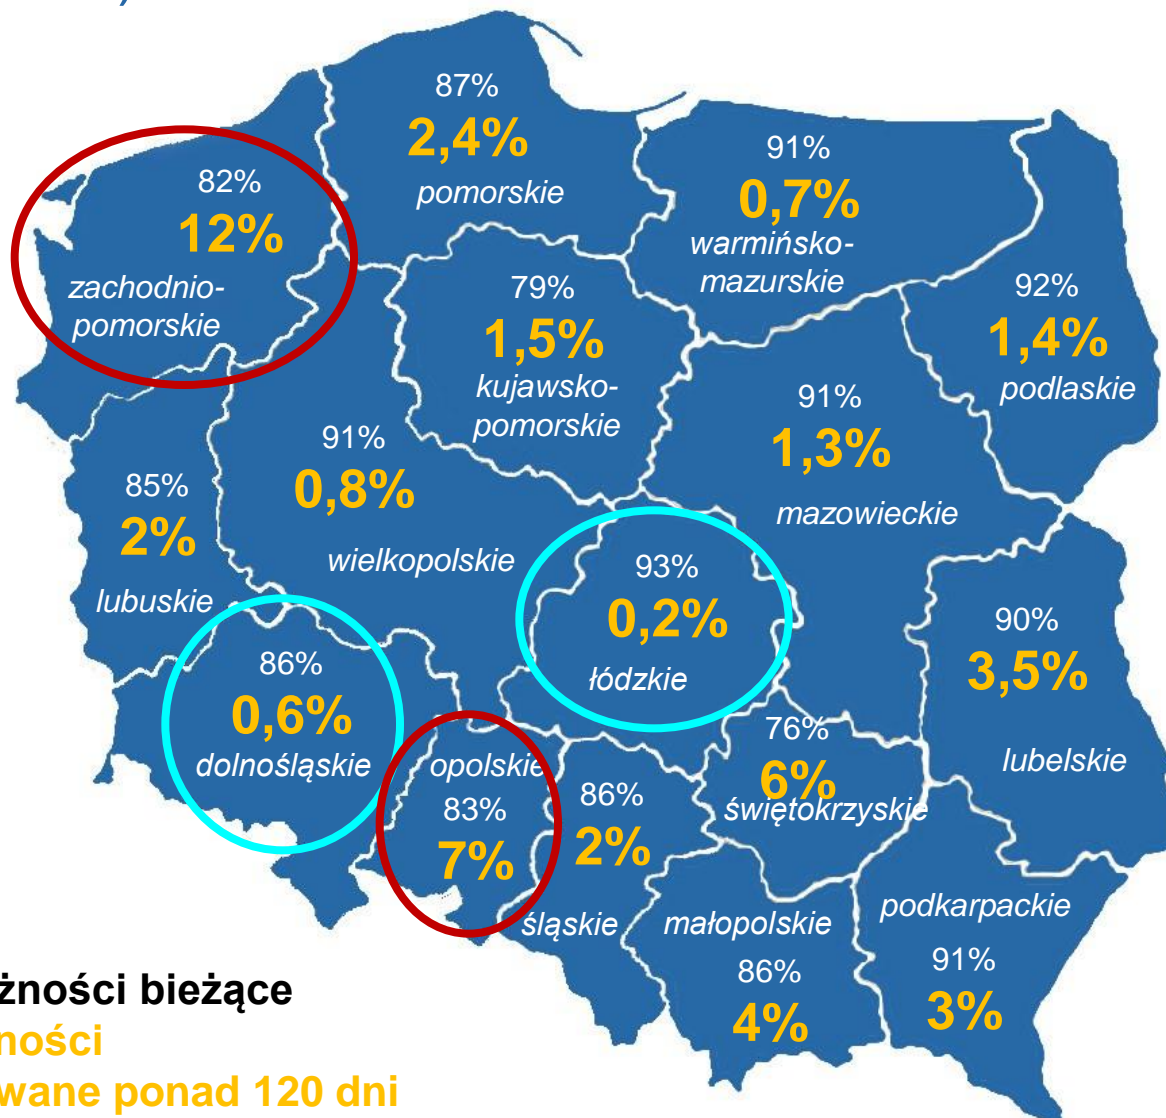 87%
2,4%
pomorskie
91%
0,7%
warmińsko-
mazurskie
82%
12%
zachodnio-
pomorskie
79%
1,5%
kujawsko-
pomorskie
92%
1,4%
podlaskie
91%
0,8%
wielkopolskie
91%
1,3%
mazowieckie
85%
2%
lubuskie
93%
0,2%
łódzkie
90%
3,5%
lubelskie
86%
0,6%
dolnośląskie
opolskie
83%
7%
86%
2%
śląskie
76%
6%
świętokrzyskie
małopolskie
86%
4%
podkarpackie
91%
3%
żności bieżące
ności
wane ponad 120 dni